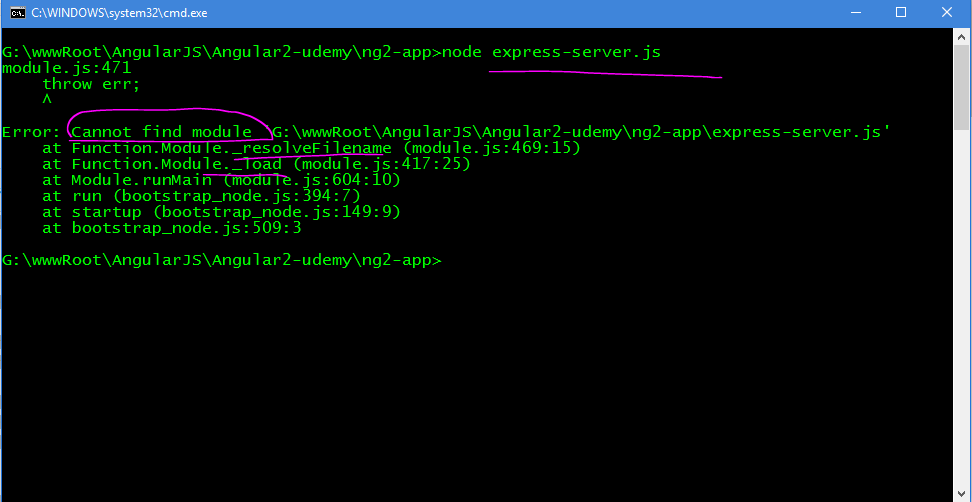 C:\WINDOWS\system32\cmd.exe
G:\wwwRoot\AngularJS\Angular2-udemy\ng2-app>node express-server.js
module.js:471
    throw err;
    ^
Error: Cannot find module 'G:\wwwRoot\AngularJS\Angular2-udemy\ng2-app\express-server.js'
    at Function.Module._resolveFilename (module.js:469:15)
    at Function.Module._load (module.js:417:25)
    at Module.runMain (module.js:604:10)
    at run (bootstrap_node.js:394:7)
    at startup (bootstrap_node.js:149:9)
    at bootstrap_node.js:509:3
G:\wwwRoot\AngularJS\Angular2-udemy\ng2-app>